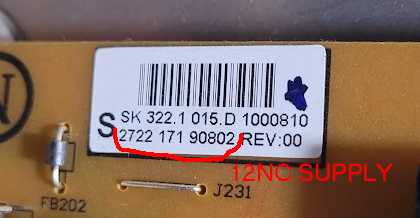 SK 322.1 015.D 1000810
S
2722 171 90802 REV:00
12NC SUPPLY
FB202
J231
N